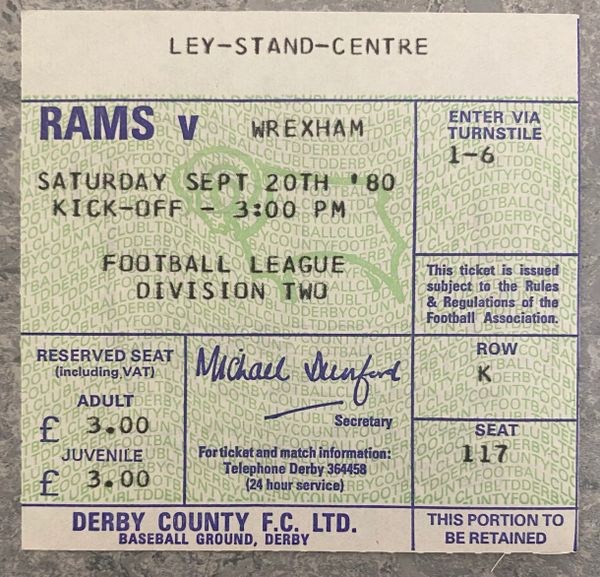 LEY-STAND-CENTRE
RAMS v WREXHAM
SATURDAY SEPT 20TH '80
KICK-OFF - 3:00 PM
FOOTBALL LEAGUE
DIVISION TWO
ENTER VIA
TURNSTILE
1-6
This ticket is issued
subject to the Rules
& Regulations of the
Football Association.
RESERVED SEAT
(including VAT)
ADULT
£ 3.00
JUVENILE
£ 3.00
Michael Dunford
Secretary
For ticket and match information:
Telephone Derby 364458
(24 hour service)
ROW
K
SEAT
117
DERBY COUNTY F.C. LTD.
BASEBALL GROUND, DERBY
THIS PORTION TO
BE RETAINED